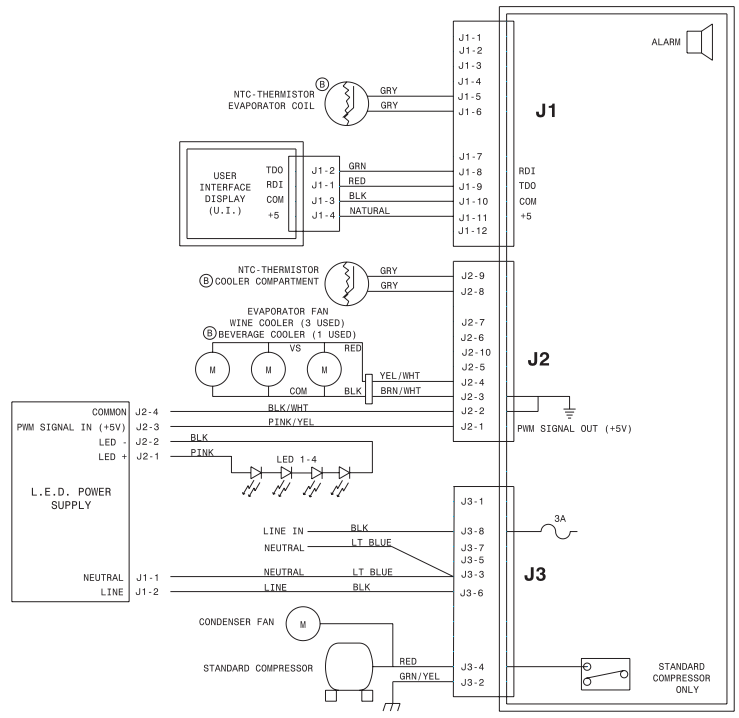 J1-1
J1-2
J1-3
J1-4
J1-5
J1-6
J1
ALARM
B
NTC-THERMISTOR
EVAPORATOR COIL
GRY
GRY
USER
INTERFACE
DISPLAY
(U.I.)
TDO J1-2 GRN
RDI J1-1 RED
COM J1-3 BLK
+5 J1-4 NATURAL
J1-7
J1-8 RDI
J1-9 TDO
J1-10 COM
J1-11 +5
J1-12
NTC-THERMISTOR
B COOLER COMPARTMENT
GRY
GRY
J2-9
J2-8
J2-7
J2-6
J2-10
J2-5
J2-4
J2-3
J2-2
J2-1
J2
EVAPORATOR FAN
WINE COOLER (3 USED)
B BEVERAGE COOLER (1 USED)
VS RED
M M M
YEL/WHT
COM BLK BRN/WHT
PWM SIGNAL OUT (+5V)
COMMON J2-4 BLK/WHT
PWM SIGNAL IN (+5V) J2-3 PINK/YEL
LED - J2-2 BLK
LED + J2-1 PINK
LED 1-4
L.E.D. POWER
SUPPLY
NEUTRAL J1-1 NEUTRAL LT BLUE
LINE J1-2 LINE BLK
LINE IN BLK
NEUTRAL LT BLUE
J3-1
J3-8
J3-7
J3-5
J3-3
J3-6
J3-4
J3-2
J3
3A
CONDENSER FAN M
STANDARD COMPRESSOR
RED
GRN/YEL
STANDARD
COMPRESSOR
ONLY